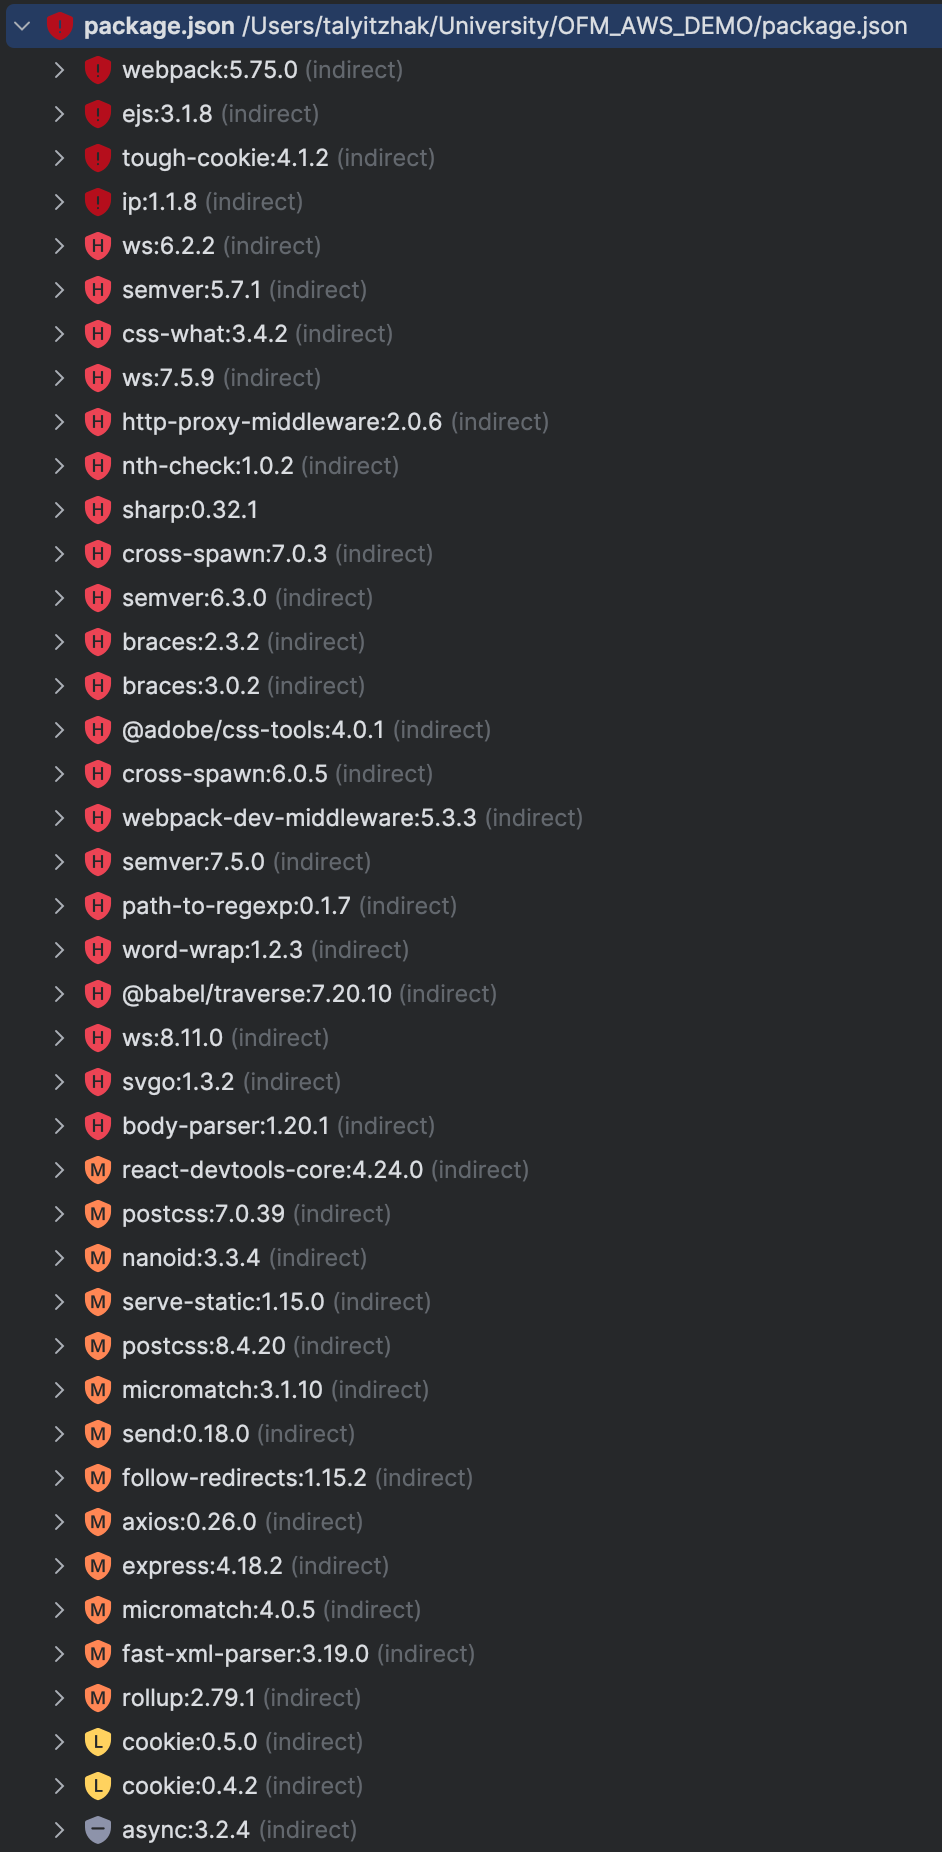 package.json /Users/talyitzhak/University/OFM_AWS_DEMO/package.json
! webpack:5.75.0 (indirect)
! ejs:3.1.8 (indirect)
! tough-cookie:4.1.2 (indirect)
! ip:1.1.8 (indirect)
H ws:6.2.2 (indirect)
H semver:5.7.1 (indirect)
H css-what:3.4.2 (indirect)
H ws:7.5.9 (indirect)
H http-proxy-middleware:2.0.6 (indirect)
H nth-check:1.0.2 (indirect)
H sharp:0.32.1
H cross-spawn:7.0.3 (indirect)
H semver:6.3.0 (indirect)
H braces:2.3.2 (indirect)
H braces:3.0.2 (indirect)
H @adobe/css-tools:4.0.1 (indirect)
H cross-spawn:6.0.5 (indirect)
H webpack-dev-middleware:5.3.3 (indirect)
H semver:7.5.0 (indirect)
H path-to-regexp:0.1.7 (indirect)
H word-wrap:1.2.3 (indirect)
H @babel/traverse:7.20.10 (indirect)
H ws:8.11.0 (indirect)
H svgo:1.3.2 (indirect)
H body-parser:1.20.1 (indirect)
M react-devtools-core:4.24.0 (indirect)
M postcss:7.0.39 (indirect)
M nanoid:3.3.4 (indirect)
M serve-static:1.15.0 (indirect)
M postcss:8.4.20 (indirect)
M micromatch:3.1.10 (indirect)
M send:0.18.0 (indirect)
M follow-redirects:1.15.2 (indirect)
M axios:0.26.0 (indirect)
M express:4.18.2 (indirect)
M micromatch:4.0.5 (indirect)
M fast-xml-parser:3.19.0 (indirect)
M rollup:2.79.1 (indirect)
L cookie:0.5.0 (indirect)
L cookie:0.4.2 (indirect)
async:3.2.4 (indirect)